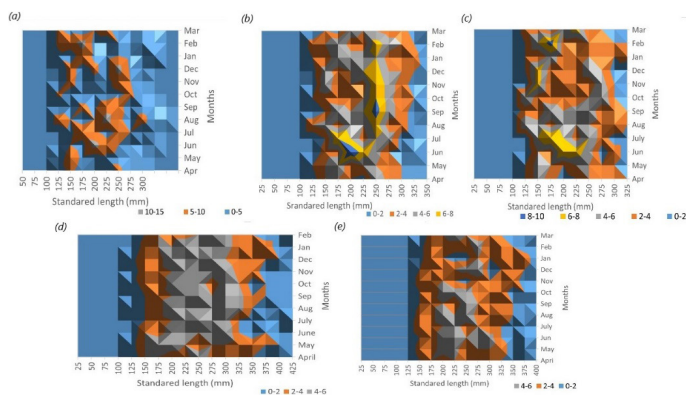 (a)
Mar
Feb
Jan
Dec
Nov
Oct
Sep
Aug
Jul
Jun
May
Apr
Months
50
75
100
125
150
175
200
225
250
275
300
Standared length (mm)
10-15 5-10 0-5
(b)
Mar
Feb
Jan
Dec
Nov
Oct
Sep
Aug
Jul
Jun
May
Apr
Months
25
50
75
100
125
150
175
200
225
250
275
300
325
350
Standared length (mm)
0-2 2-4 4-6 6-8
(c)
Mar
Feb
Jan
Dec
Nov
Oct
Sep
Aug
Jul
Jun
May
Apr
Months
25
50
75
100
125
150
175
200
225
250
275
300
325
Standared length (mm)
8-10 6-8 4-6 2-4 0-2
(d)
Feb
Jan
Dec
Nov
Oct
Sep
Aug
July
June
May
April
Months
25
50
75
100
125
150
175
200
225
250
275
300
325
350
375
400
425
Standared length (mm)
0-2 2-4 4-6
(e)
Mar
Feb
Jan
Dec
Nov
Oct
Sep
Aug
Jul
Jun
May
Apri
Months
25
50
75
100
125
150
175
200
225
250
275
300
325
350
375
400
Standared length (mm)
4-6 2-4 0-2